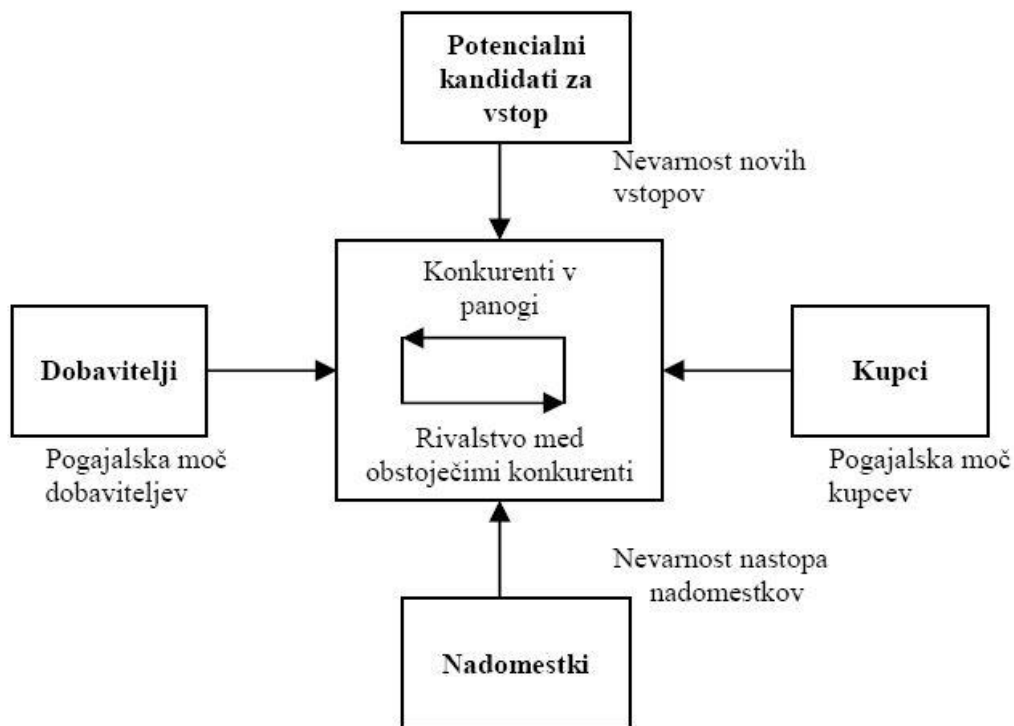 Potencialni
kandidati za
vstop
Nevarnost novih
vstopov
Konkurenti v
panogi
Dobavitelji
Kupci
Rivalstvo med
obstoječimi konkurenti
Pogajalska moč
dobaviteljev
Pogajalska moč
kupcev
Nevarnost nastopa
nadomestkov
Nadomestki